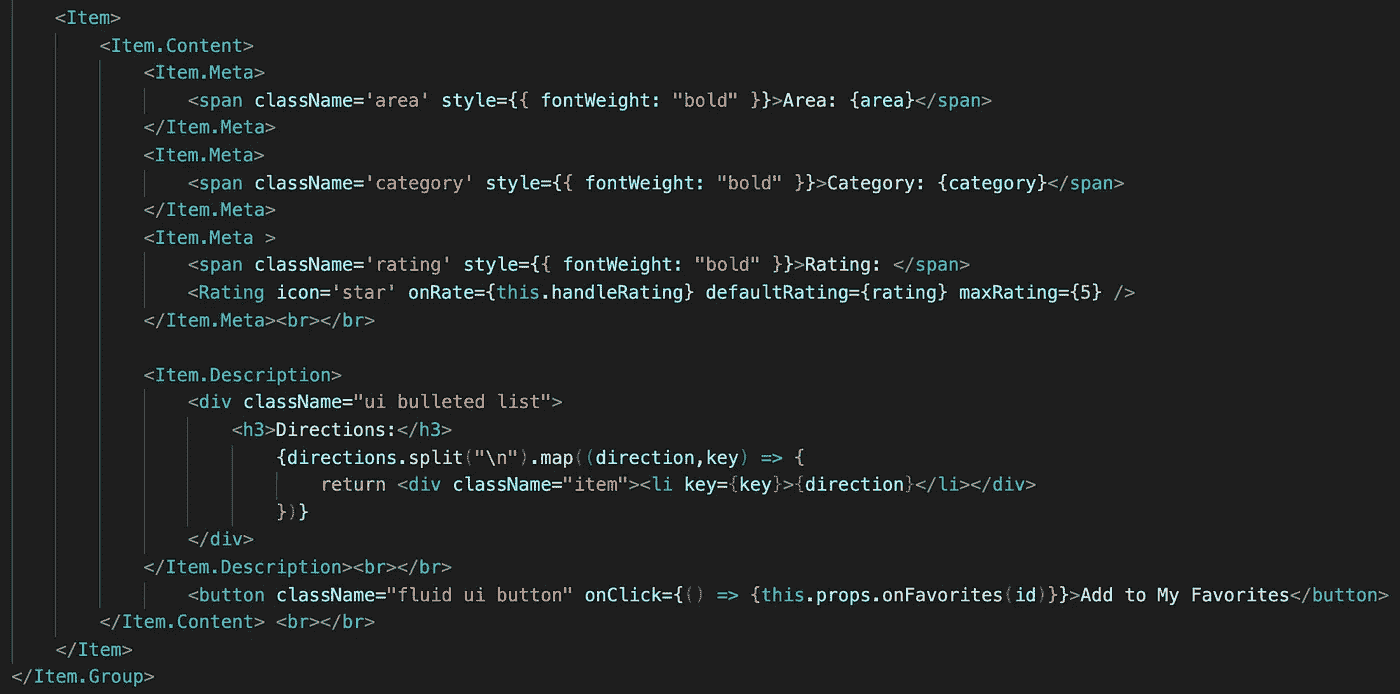 <Item>
<Item.Content>
<Item.Meta>
<span className='area' style={{ fontWeight: "bold" }}>Area: {area}</span>
</Item.Meta>
<Item.Meta>
<span className='category' style={{ fontWeight: "bold" }}>Category: {category}</span>
</Item.Meta>
<Item.Meta >
<span className='rating' style={{ fontWeight: "bold" }}>Rating: </span>
<Rating icon='star' onRate={this.handleRating} defaultRating={rating} maxRating={5} />
</Item.Meta><br></br>
<Item.Description>
<div className="ui bulleted list">
<h3>Directions:</h3>
{directions.split("\n").map((direction,key) => {
return <div className="item"><li key={key}>{direction}</li></div>
})}
</div>
</Item.Description><br></br>
<button className="fluid ui button" onClick={() => {this.props.onFavorites(id)}}>Add to My Favorites</button>
</Item.Content> <br></br>
</Item>
</Item.Group>